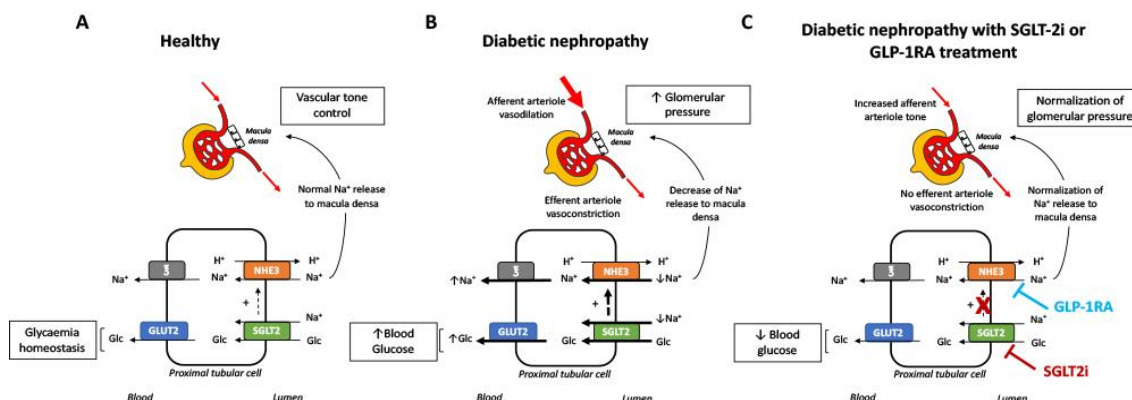 A
Healthy
Vascular tone
control
Macula
densa
Normal Na⁺ release
to macula densa
H⁺
H⁺
Na⁺
Na⁺
NHE3
Na⁺
+
Na⁺
Glycaemia
homeostasis
Glc
GLUT2
SGLT2
Glc
Glc
Proximal tubular cell
Blood
Lumen
B
Diabetic nephropathy
Afferent arteriole
vasodilation
↑ Glomerular
pressure
Macula
densa
Decrease of Na⁺
release to macula
densa
Efferent arteriole
vasoconstriction
H⁺
H⁺
↑Na⁺
Na⁺
NHE3
↓Na⁺
+
↓Na⁺
↑Blood
Glucose
↑Glc
GLUT2
Glc
SGLT2
Glc
Proximal tubular cell
Blood
Lumen
C
Diabetic nephropathy with SGLT-2i or
GLP-1RA treatment
Increased afferent
arteriole tone
Normalization of
glomerular pressure
Macula
densa
No efferent arteriole
vasoconstriction
Normalization of
Na⁺ release to
macula densa
H⁺
H⁺
Na⁺
Na⁺
NHE3
Na⁺
GLP-1RA
+
X
Na⁺
↓ Blood
glucose
Glc
GLUT2
Glc
SGLT2
Glc
SGLT2i
Proximal tubular cell
Blood
Lumen